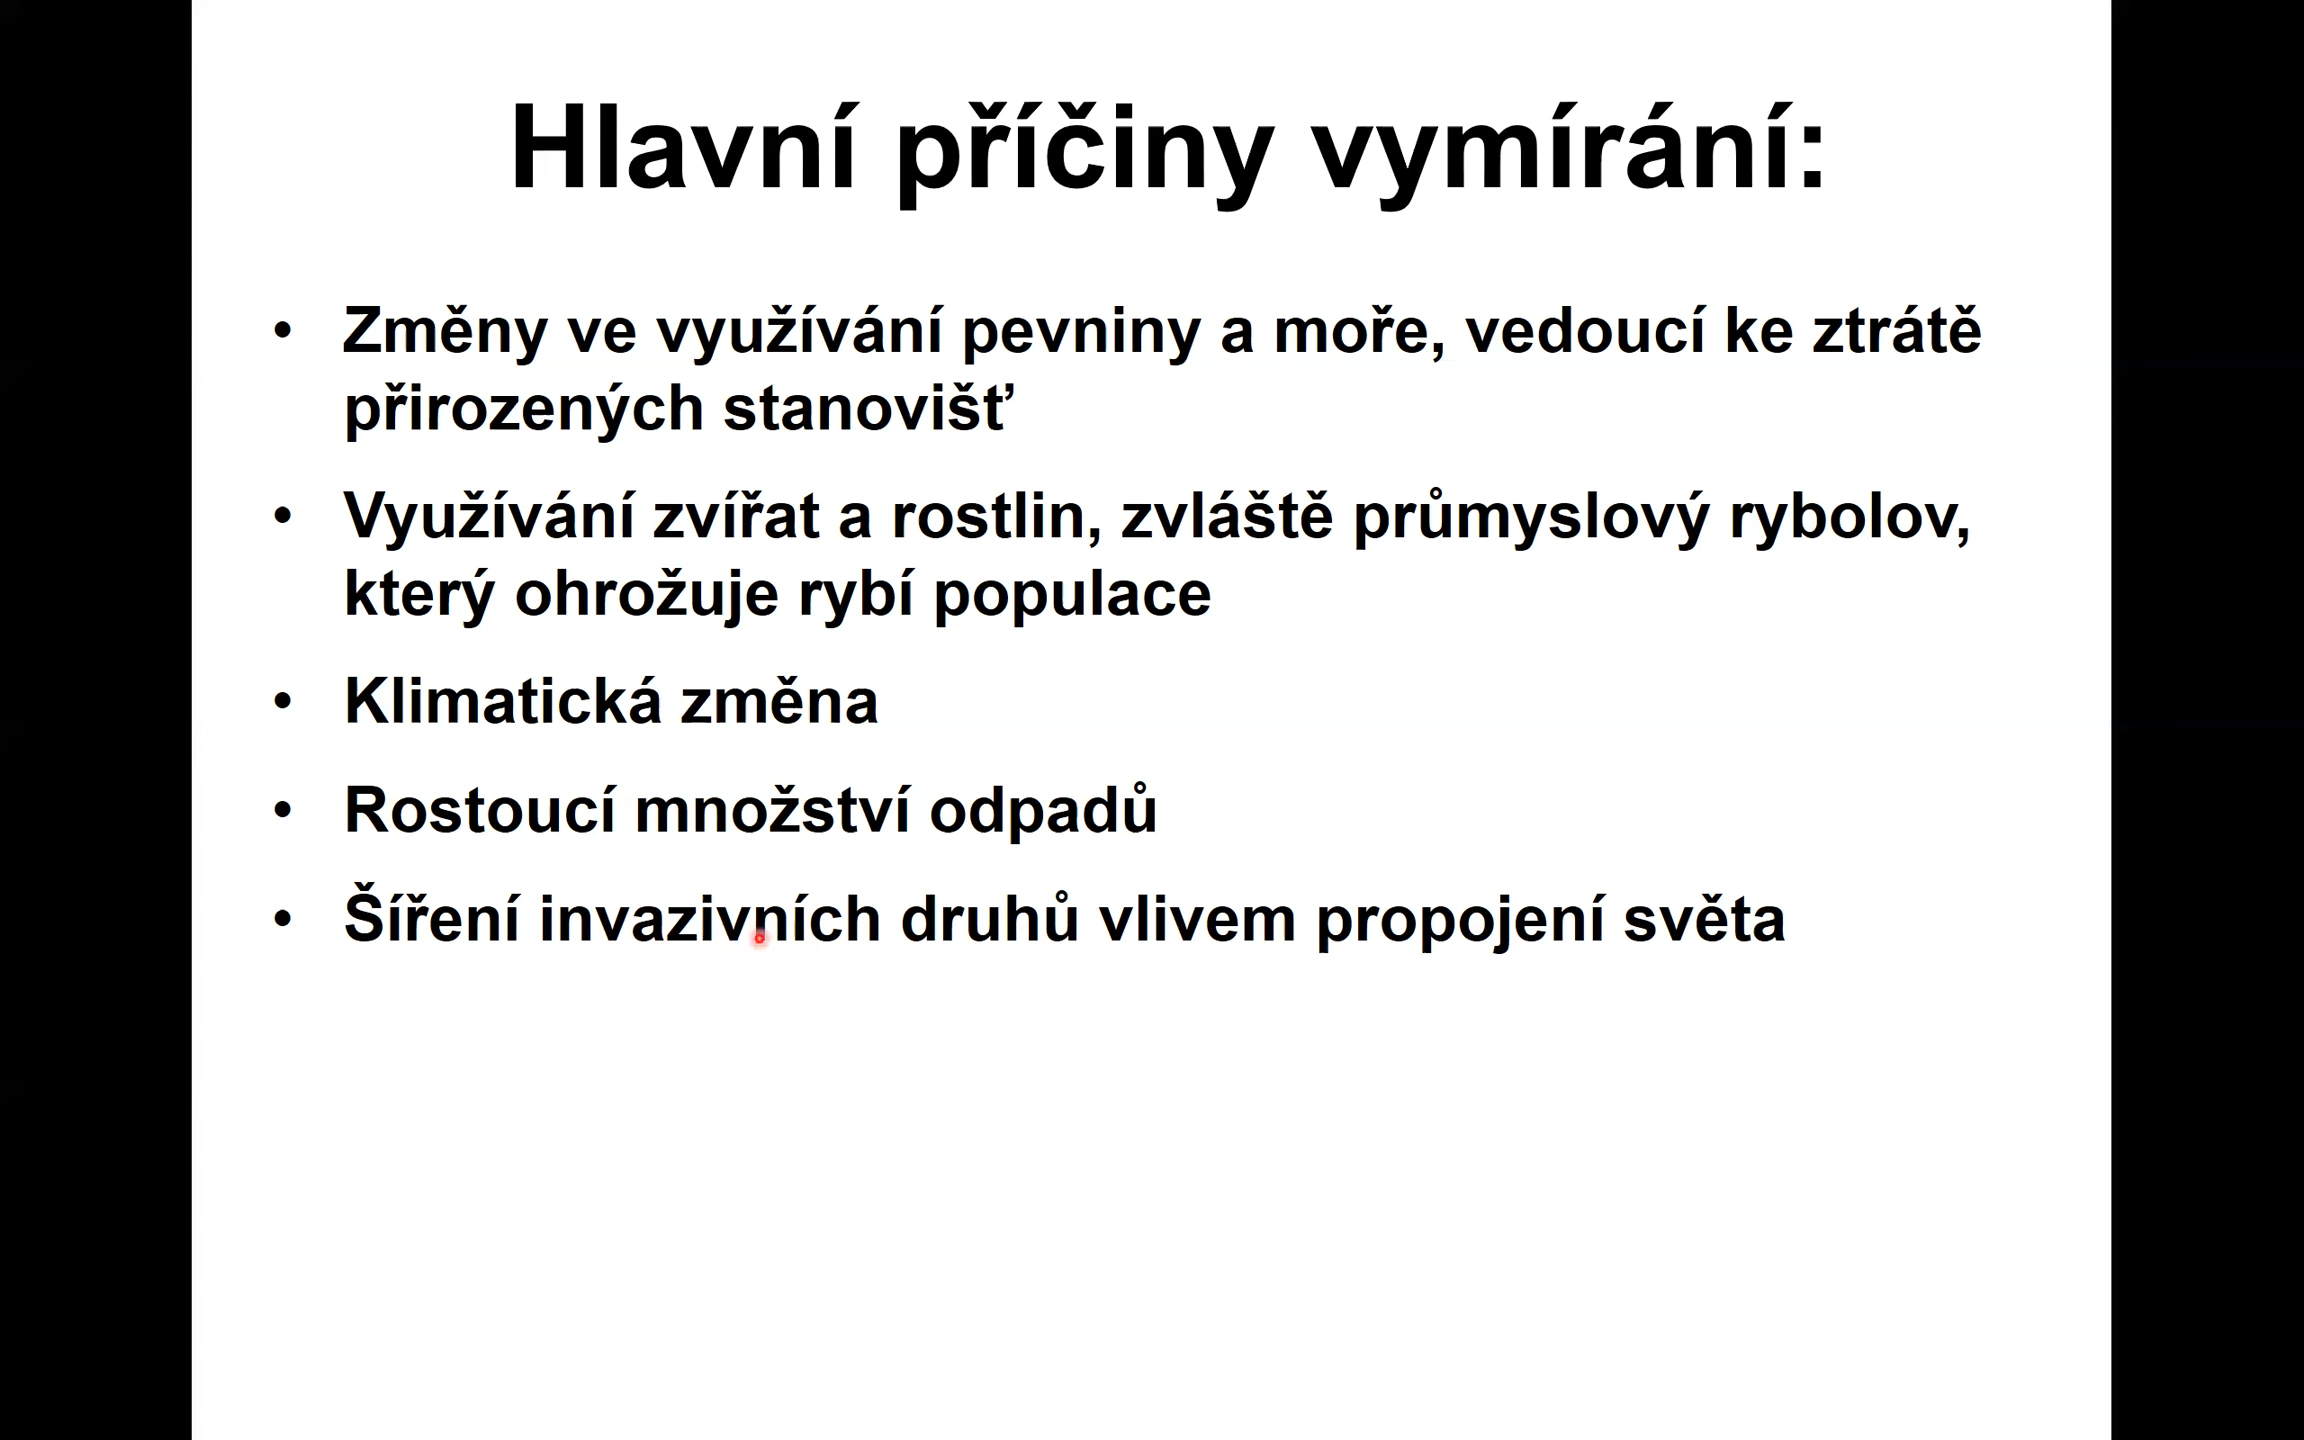 Hlavní příčiny vymírání:
• Změny ve využívání pevniny a moře, vedoucí ke ztrátě
přirozených stanovišť
• Využívání zvířat a rostlin, zvláště průmyslový rybolov,
který ohrožuje rybí populace
• Klimatická změna
• Rostoucí množství odpadů
• Šíření invazivních druhů vlivem propojení světa